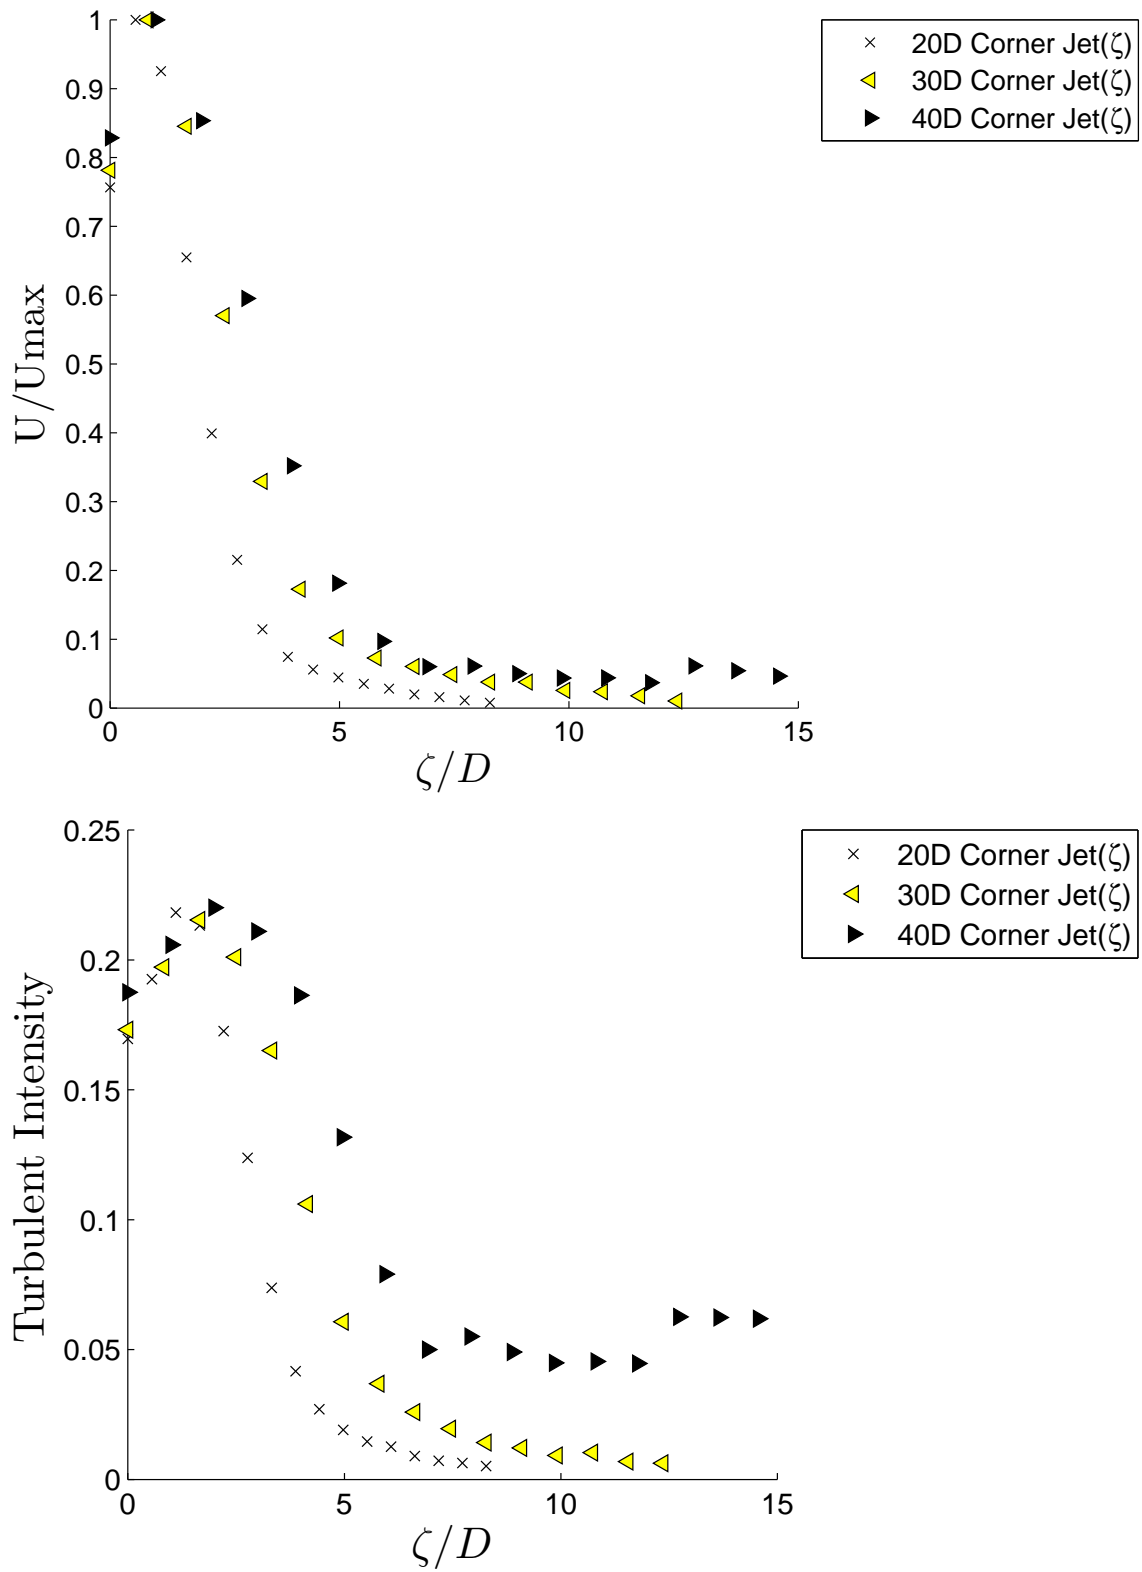 1
0.9
0.8
0.7
0.6
0.5
0.4
0.3
0.2
0.1
0
U/Umax
0 5 10 15
ζ/D
20D Corner Jet(ζ)
30D Corner Jet(ζ)
40D Corner Jet(ζ)
0.25
0.2
0.15
0.1
0.05
0
Turbulent Intensity
0 5 10 15
ζ/D
20D Corner Jet(ζ)
30D Corner Jet(ζ)
40D Corner Jet(ζ)